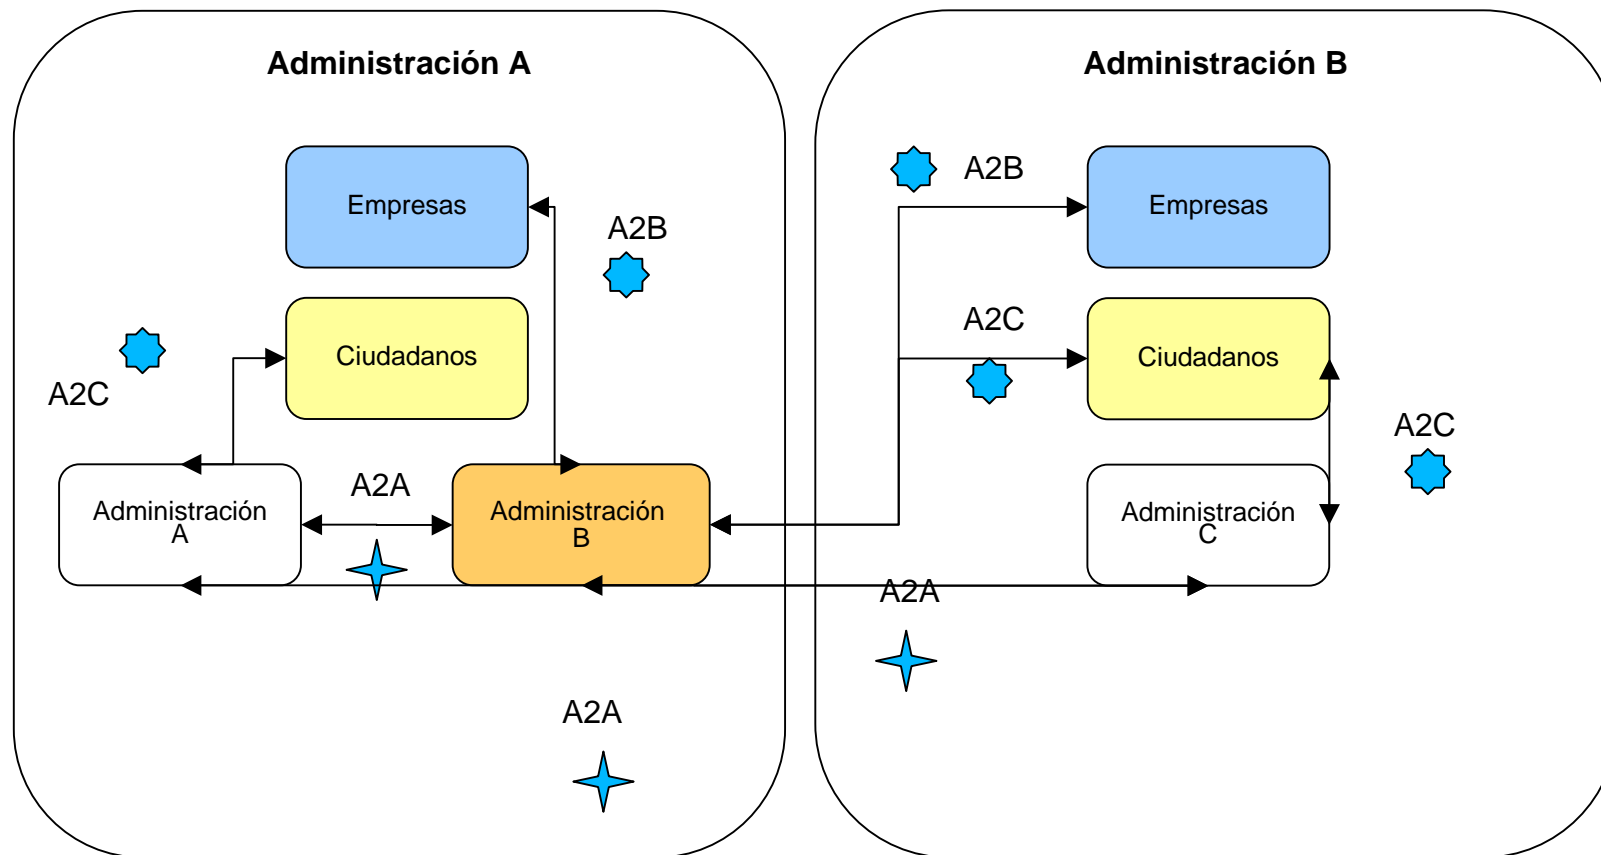 Administración A
Empresas
A2B
Ciudadanos
A2C
A2A
Administración
A
Administración
B
A2A
Administración B
A2B
Empresas
A2C
Ciudadanos
A2C
Administración
C
A2A